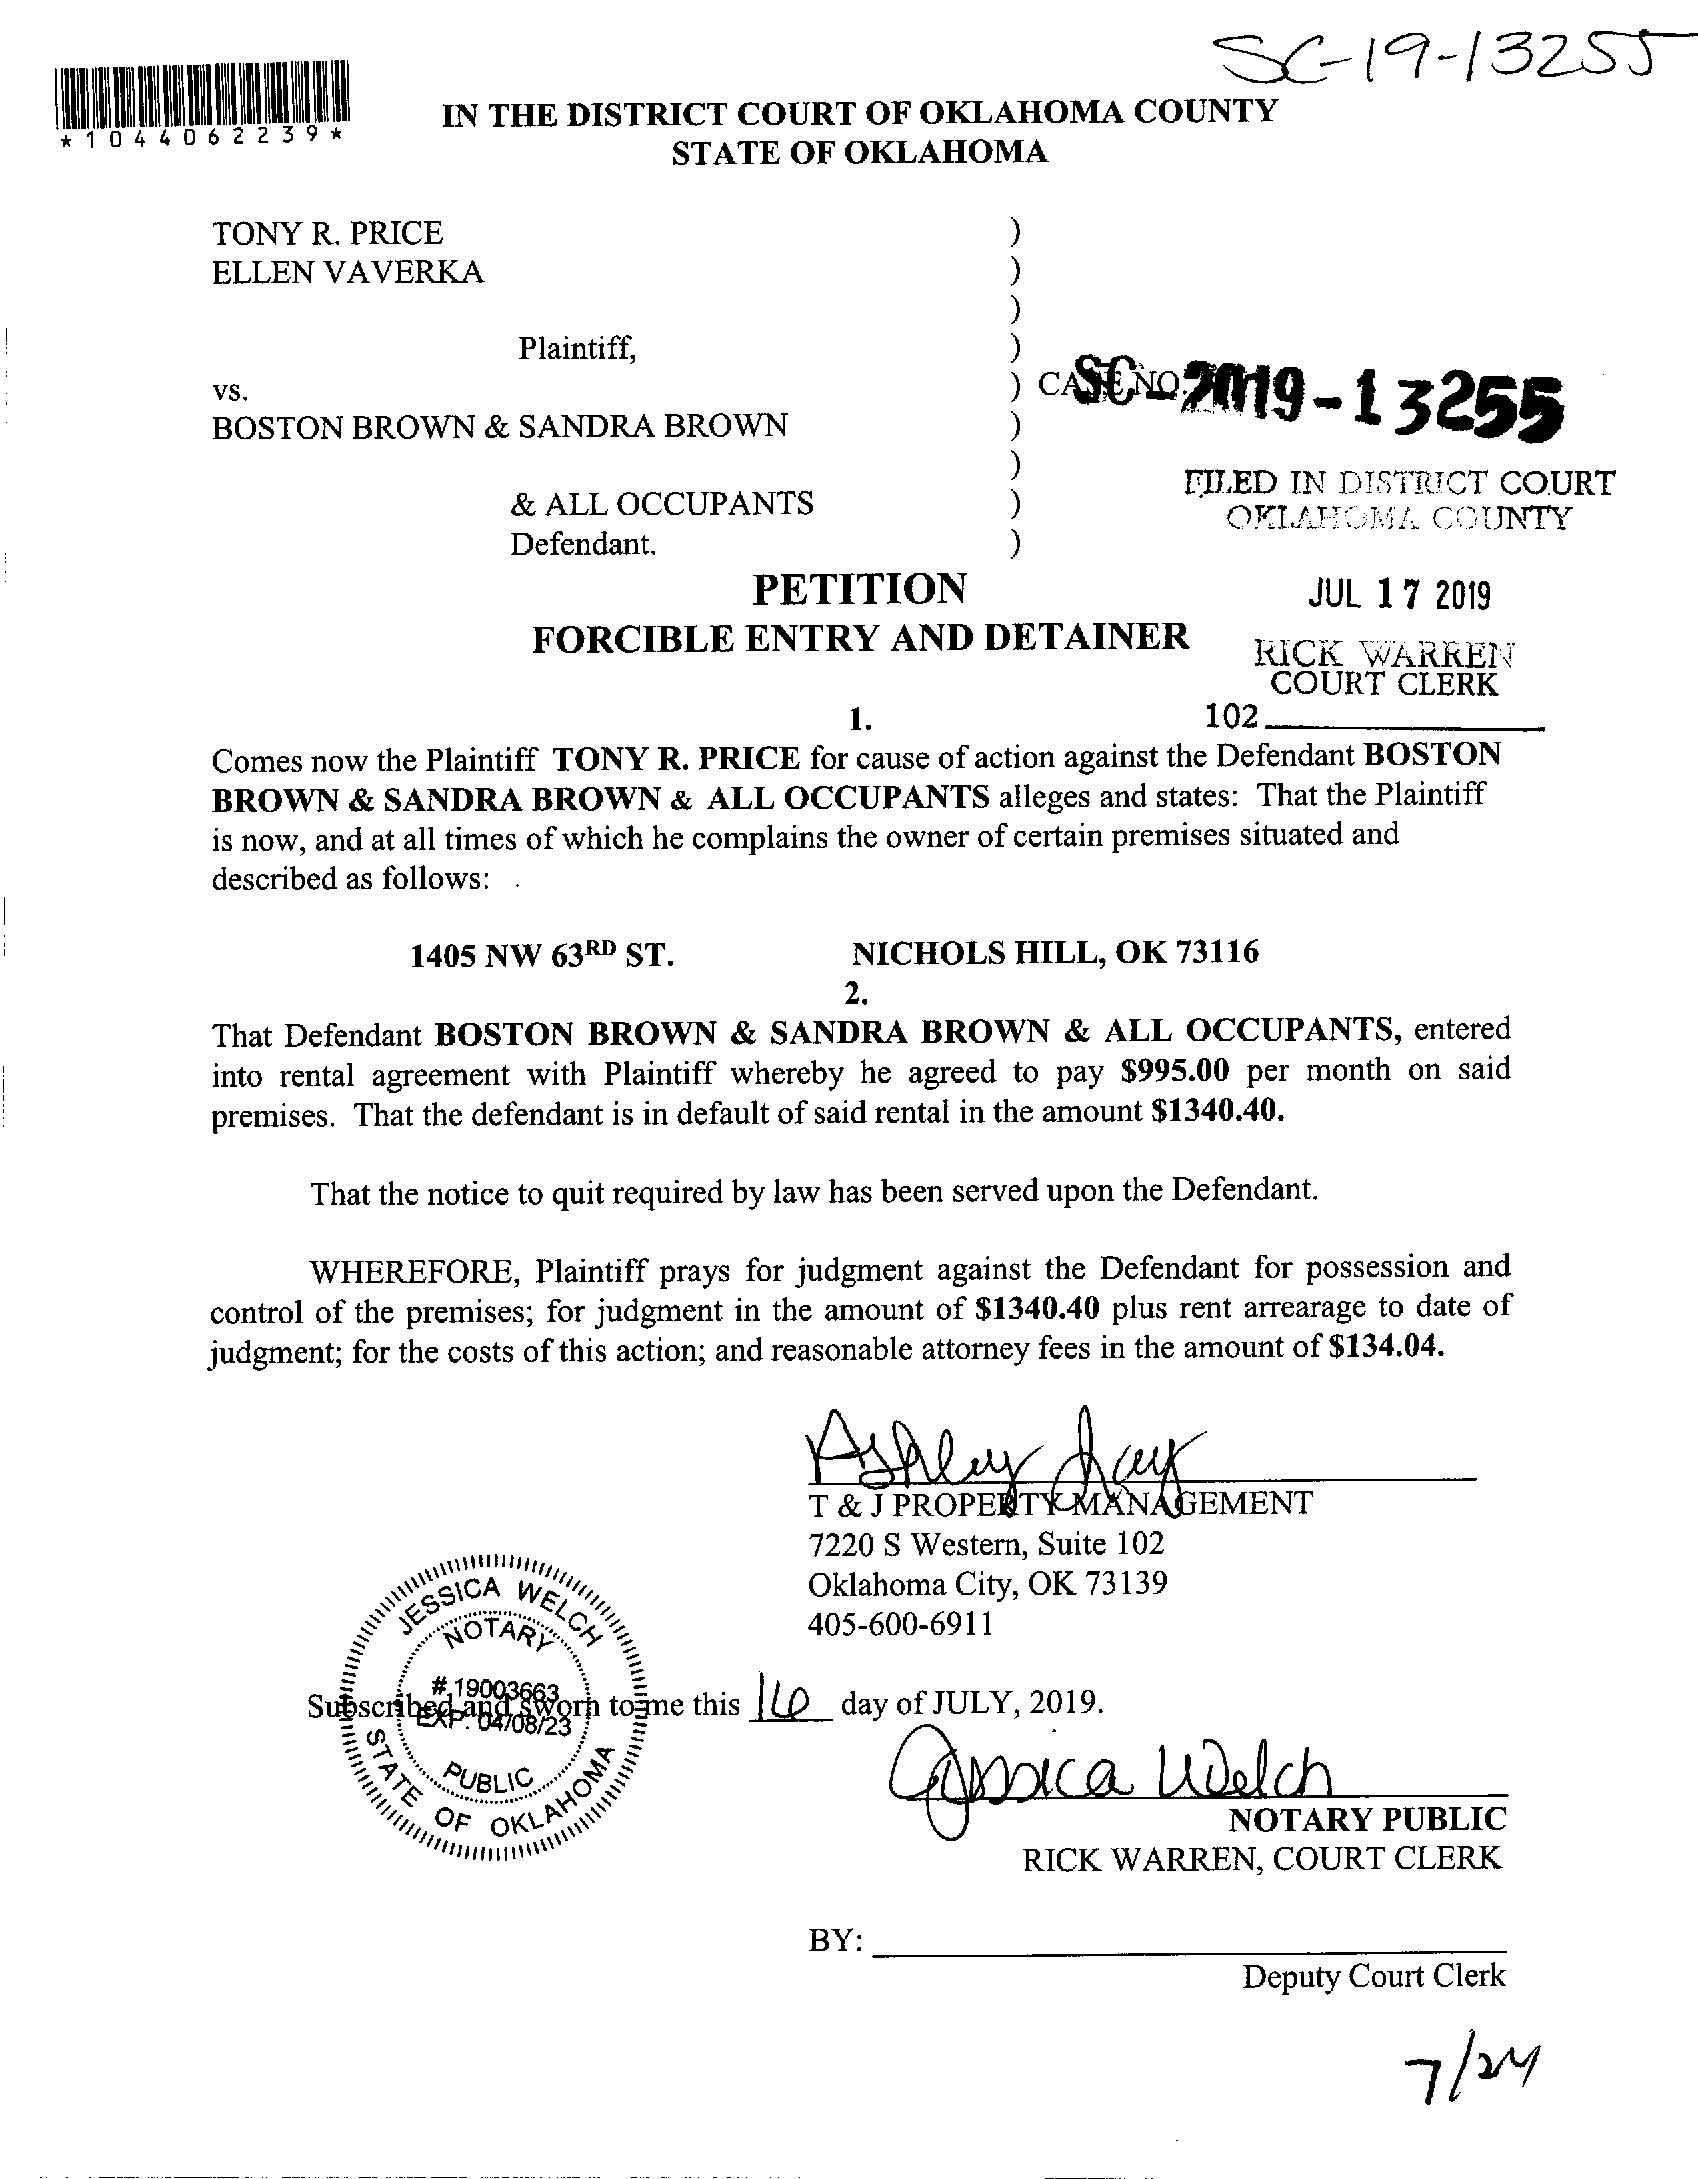 SC-19-13255
*1044062239*
IN THE DISTRICT COURT OF OKLAHOMA COUNTY
STATE OF OKLAHOMA
TONY R. PRICE )
ELLEN VAVERKA )
)
Plaintiff, )
vs. ) CASE NO. SC-2019-13255
BOSTON BROWN & SANDRA BROWN )
)
& ALL OCCUPANTS )
Defendant. )
FILED IN DISTRICT COURT
OKLAHOMA COUNTY
JUL 17 2019
RICK WARREN
COURT CLERK
102
PETITION
FORCIBLE ENTRY AND DETAINER
1.
Comes now the Plaintiff TONY R. PRICE for cause of action against the Defendant BOSTON
BROWN & SANDRA BROWN & ALL OCCUPANTS alleges and states: That the Plaintiff
is now, and at all times of which he complains the owner of certain premises situated and
described as follows:
1405 NW 63RD ST. NICHOLS HILL, OK 73116
2.
That Defendant BOSTON BROWN & SANDRA BROWN & ALL OCCUPANTS, entered
into rental agreement with Plaintiff whereby he agreed to pay $995.00 per month on said
premises. That the defendant is in default of said rental in the amount $1340.40.
That the notice to quit required by law has been served upon the Defendant.
WHEREFORE, Plaintiff prays for judgment against the Defendant for possession and
control of the premises; for judgment in the amount of $1340.40 plus rent arrearage to date of
judgment; for the costs of this action; and reasonable attorney fees in the amount of $134.04.
Ashley
T & J PROPERTY MANAGEMENT
7220 S Western, Suite 102
Oklahoma City, OK 73139
405-600-6911
JESSICA WELCH
NOTARY
#.19003663
EXP. 04/08/23
PUBLIC
STATE OF OKLAHOMA
Subscribed and sworn to me this 16 day of JULY, 2019.
Jessica Welch
NOTARY PUBLIC
RICK WARREN, COURT CLERK
BY:
Deputy Court Clerk
7/24